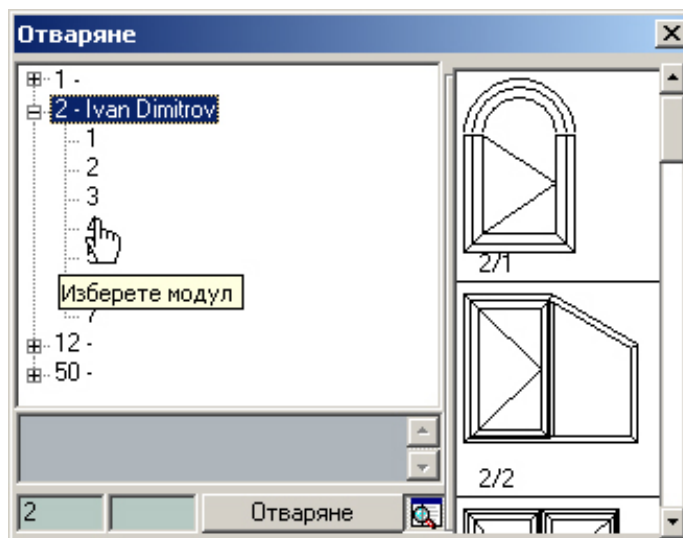 Отваряне
1 -
2 - Ivan Dimitrov
1
2
3
Изберете модул
7
12 -
50 -
2
Отваряне
2/1
2/2